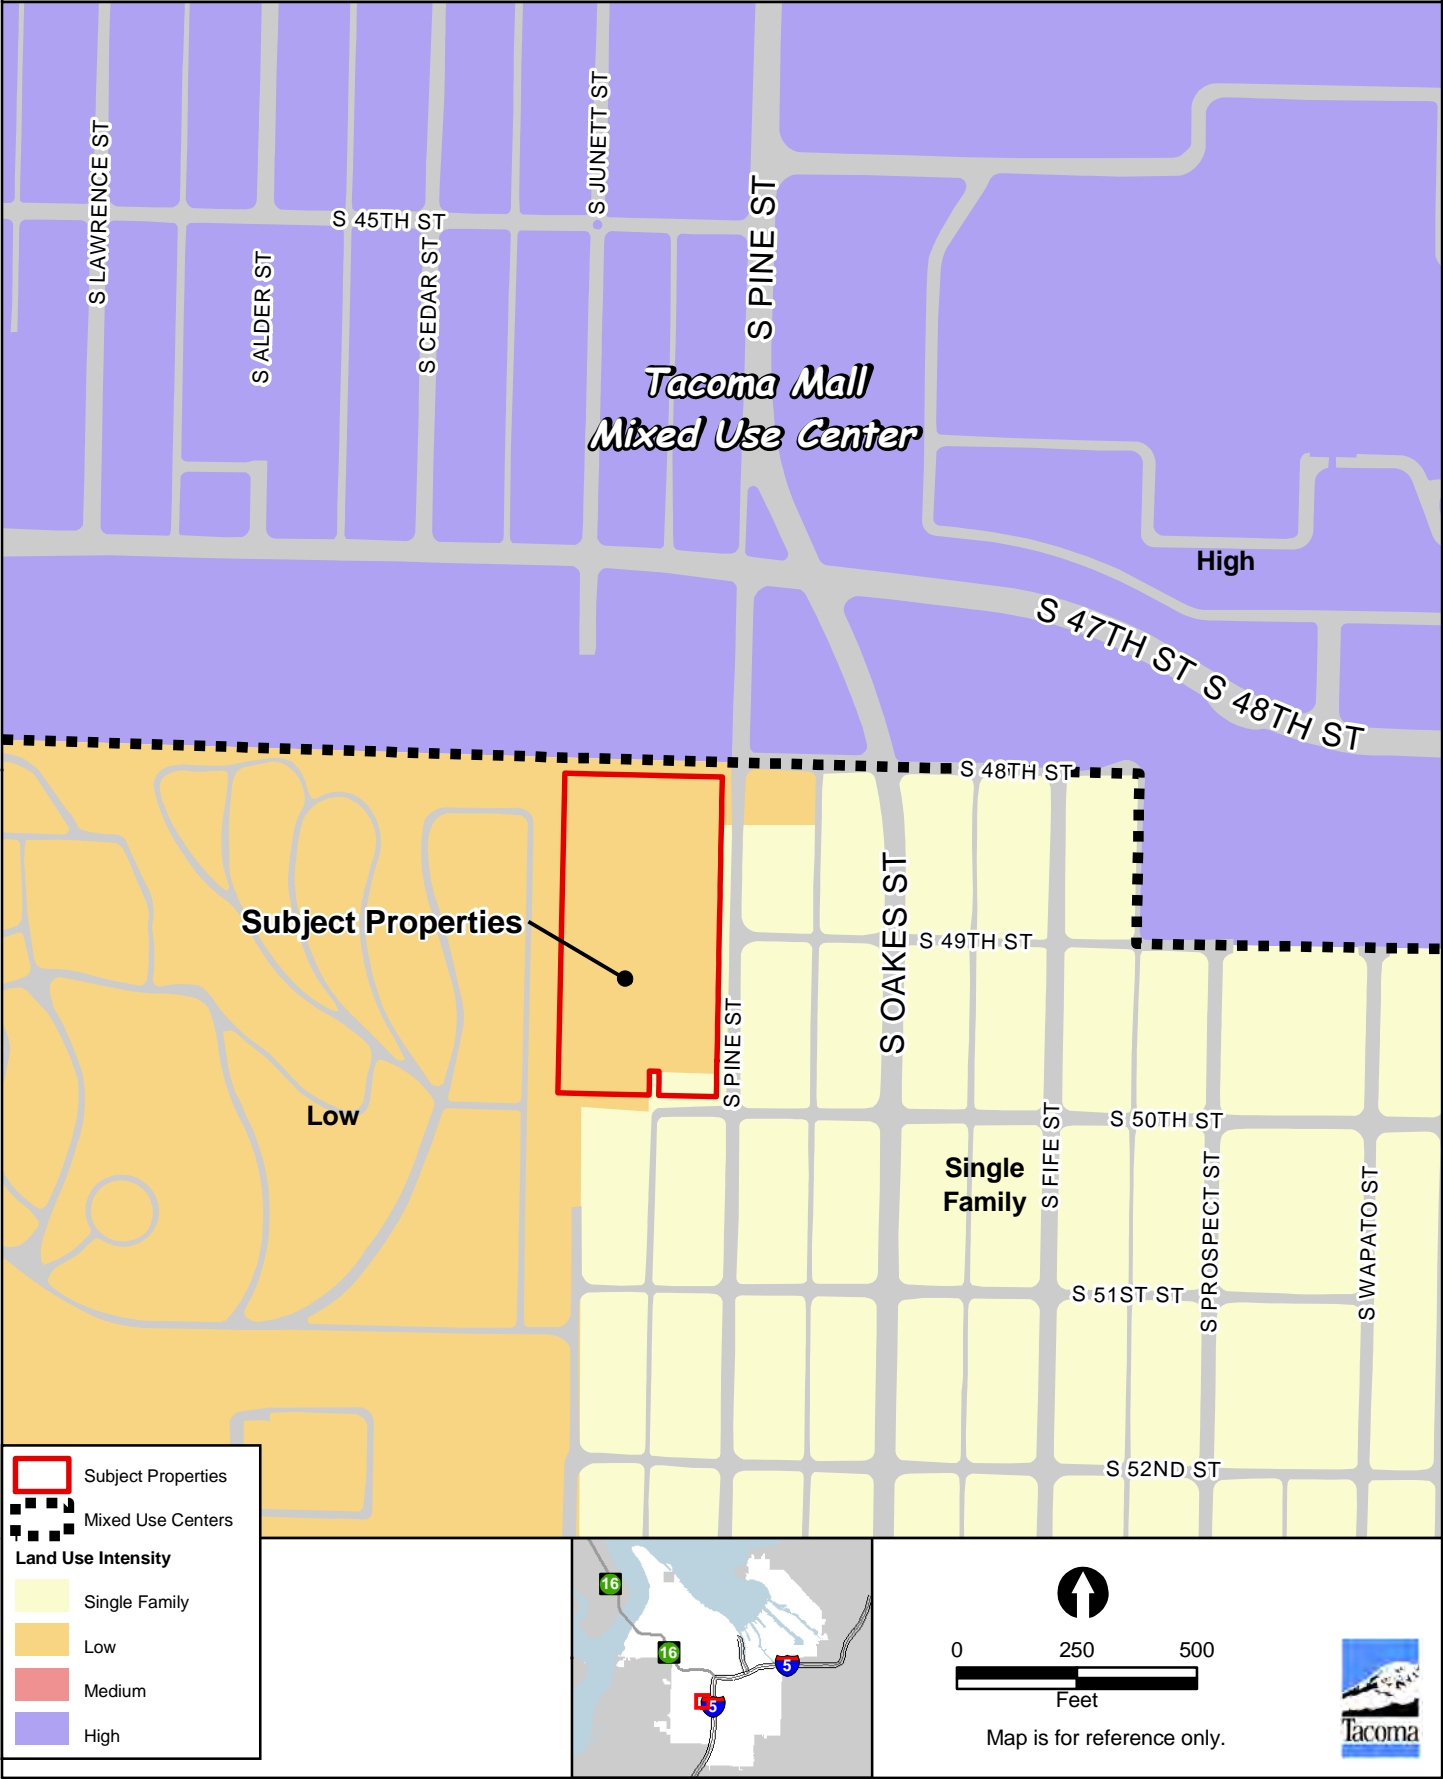 S LAWRENCE ST
S ALDER ST
S 45TH ST
S CEDAR ST
S JUNETT ST
S PINE ST
Tacoma Mall
Mixed Use Center
High
S 47TH ST
S 48TH ST
S 48TH ST
Subject Properties
S OAKES ST
S 49TH ST
S PINE ST
Low
S 50TH ST
Single
Family
S FIFE ST
S PROSPECT ST
S WAPATO ST
S 51ST ST
S 52ND ST
Subject Properties
Mixed Use Centers
Land Use Intensity
Single Family
Low
Medium
High
16
16
5
5
0 250 500
Feet
Map is for reference only.
Tacoma